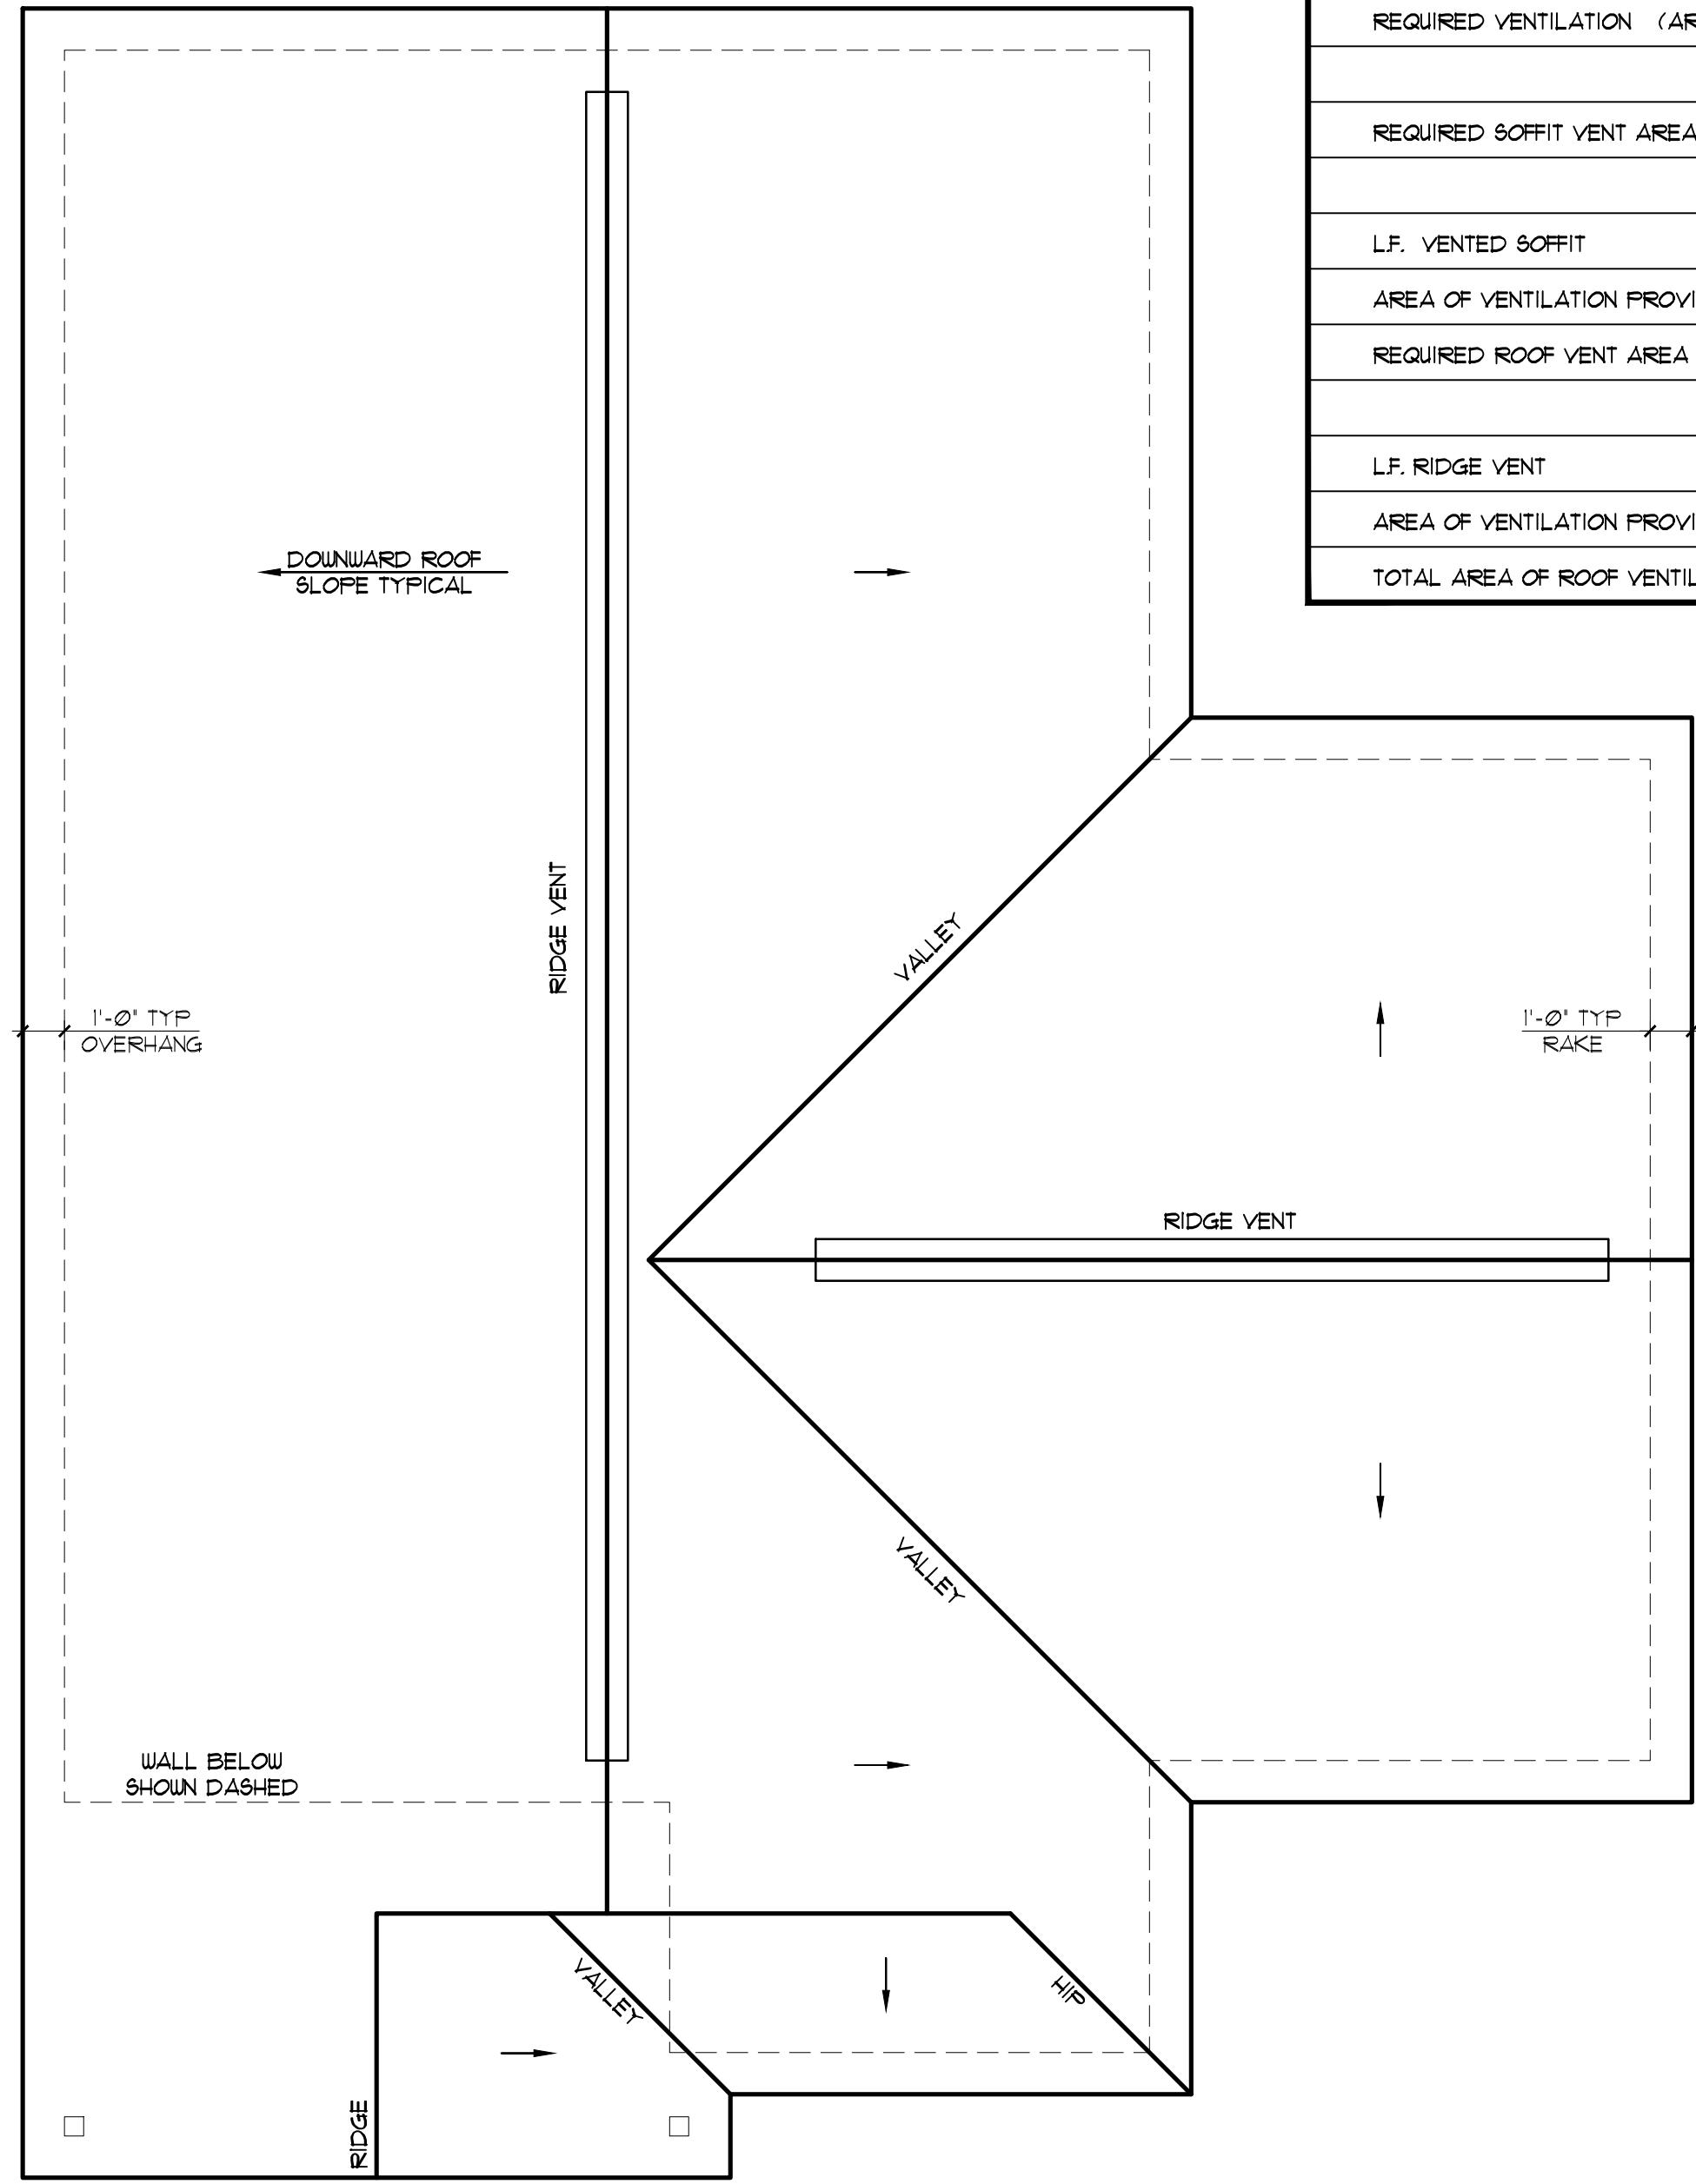 REQUIRED VENTILATION (AR
REQUIRED SOFFIT VENT AREA
L.F. VENTED SOFFIT
AREA OF VENTILATION PROVI
REQUIRED ROOF VENT AREA
L.F. RIDGE VENT
AREA OF VENTILATION PROVI
TOTAL AREA OF ROOF VENTIL
DOWNWARD ROOF
SLOPE TYPICAL
RIDGE VENT
VALLEY
1'-0" TYP
OVERHANG
1'-0" TYP
RAKE
RIDGE VENT
VALLEY
WALL BELOW
SHOWN DASHED
VALLEY
HIP
RIDGE